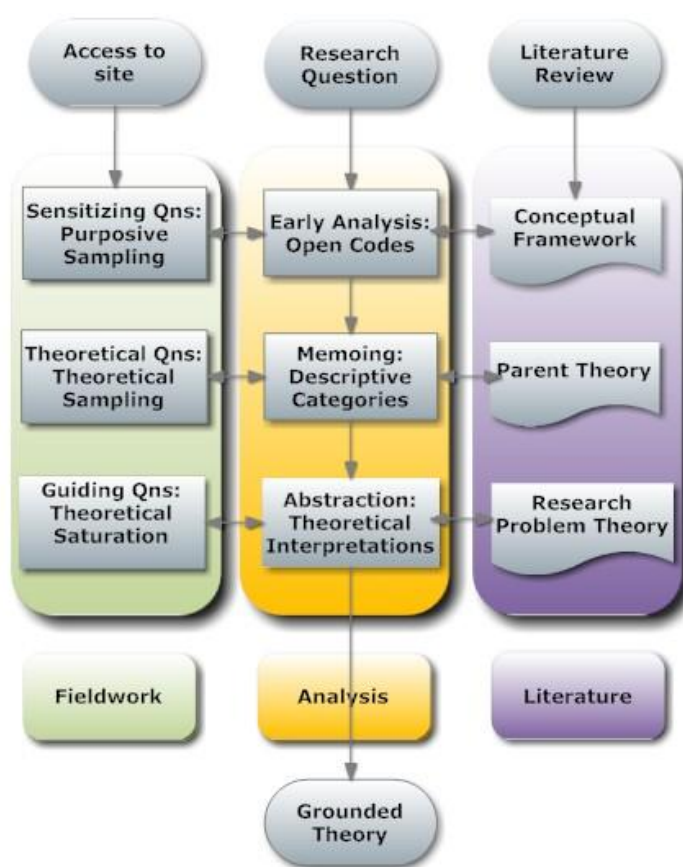 Access to
site
Research
Question
Literature
Review
Sensitizing Qns:
Purposive
Sampling
Early Analysis:
Open Codes
Conceptual
Framework
Theoretical Qns:
Theoretical
Sampling
Memoing:
Descriptive
Categories
Parent Theory
Guiding Qns:
Theoretical
Saturation
Abstraction:
Theoretical
Interpretations
Research
Problem Theory
Fieldwork
Analysis
Literature
Grounded
Theory